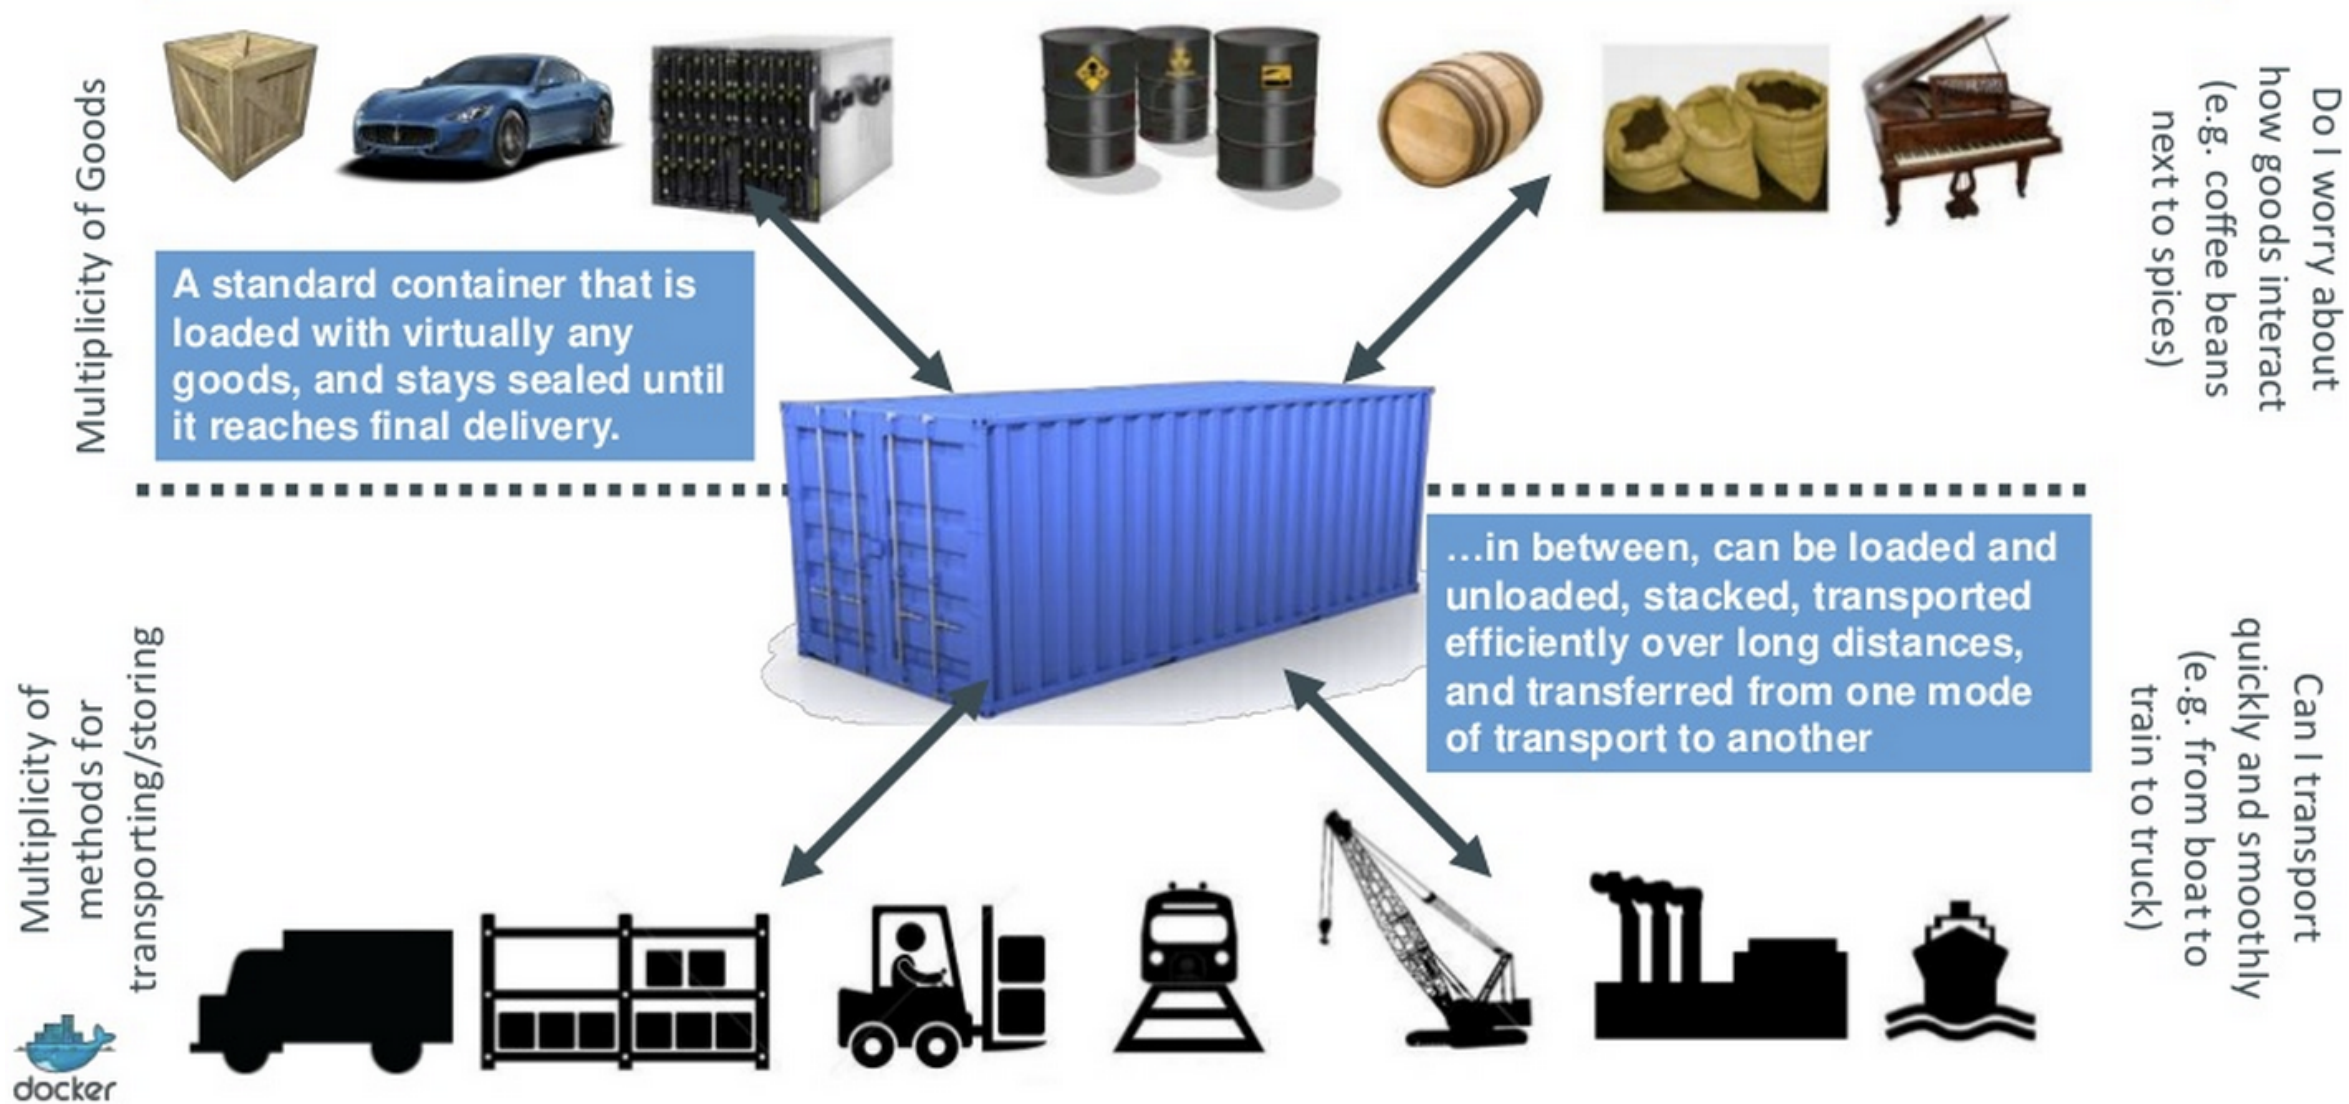 Multiplicity of Goods
A standard container that is
loaded with virtually any
goods, and stays sealed until
it reaches final delivery.
Do I worry about
how goods interact
(e.g. coffee beans
next to spices)
…in between, can be loaded and
unloaded, stacked, transported
efficiently over long distances,
and transferred from one mode
of transport to another
Multiplicity of
methods for
transporting/storing
Can I transport
quickly and smoothly
(e.g. from boat to
train to truck)
docker